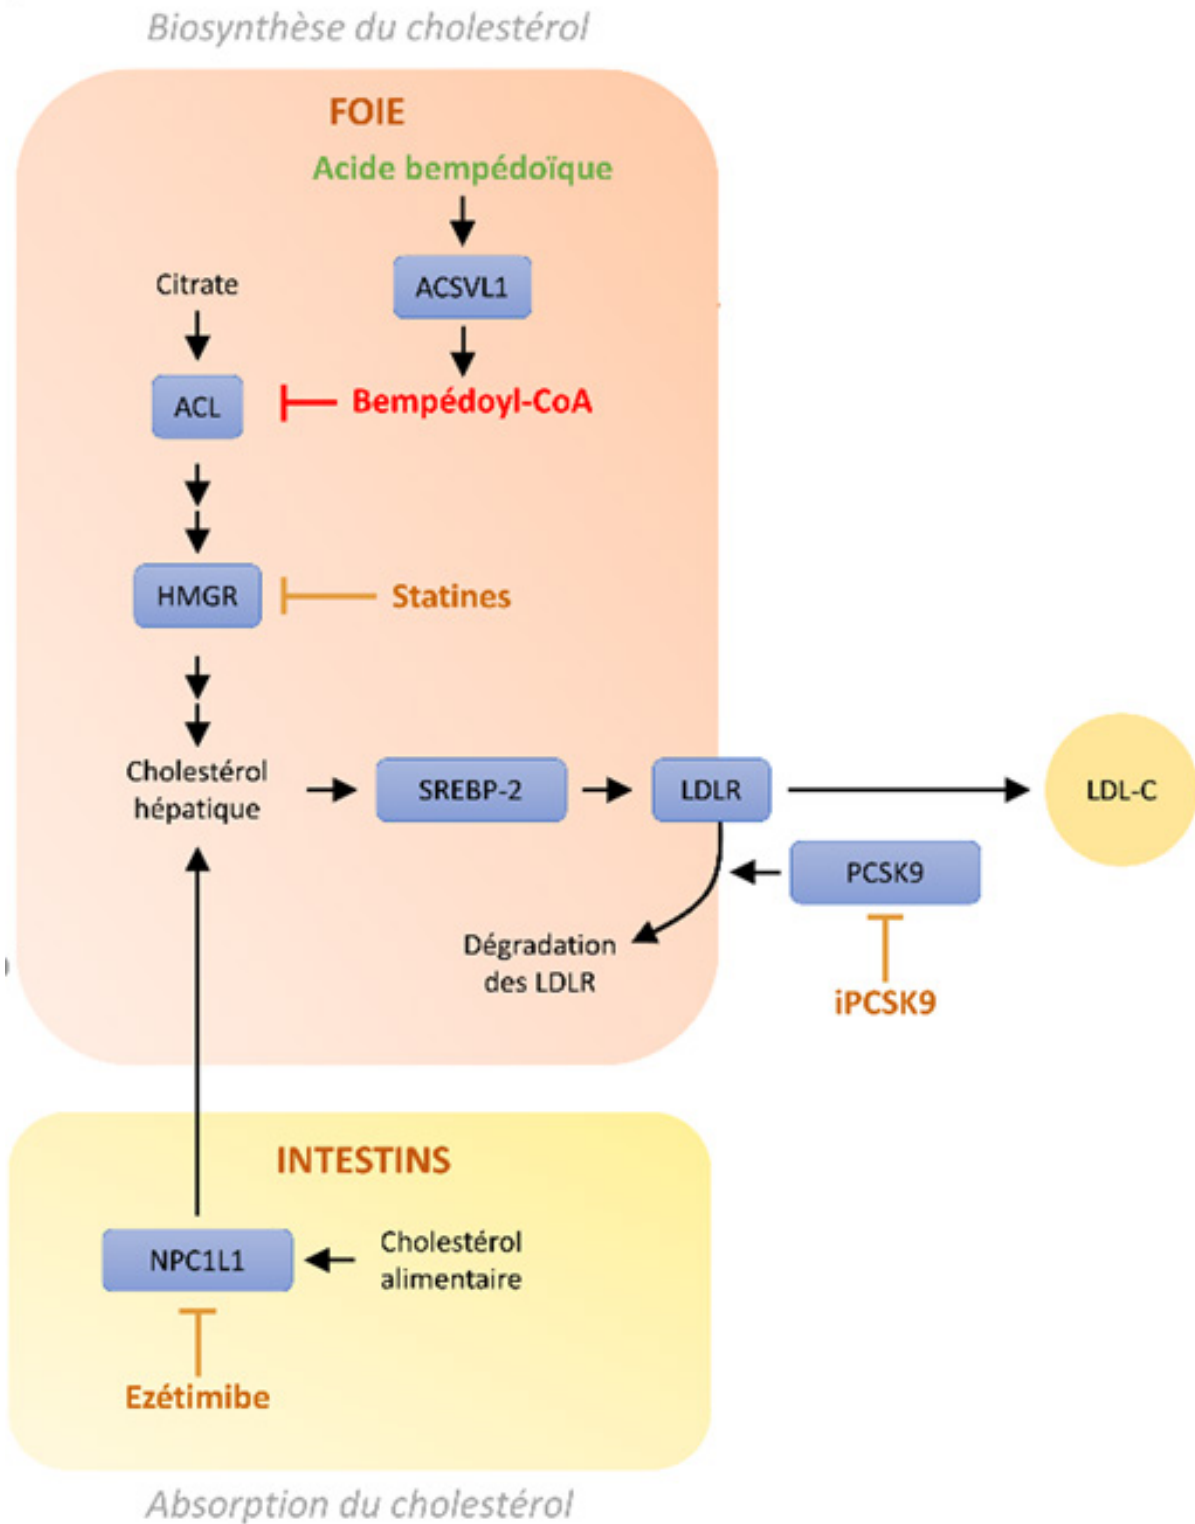 Biosynthèse du cholestérol
FOIE
Acide bempédoïque
Citrate
ACSVL1
ACL
Bempédoyl-CoA
HMGR
Statines
Cholestérol
hépatique
SREBP-2
LDLR
LDL-C
PCSK9
Dégradation
des LDLR
iPCSK9
INTESTINS
NPC1L1
Cholestérol
alimentaire
Ezétimibe
Absorption du cholestérol